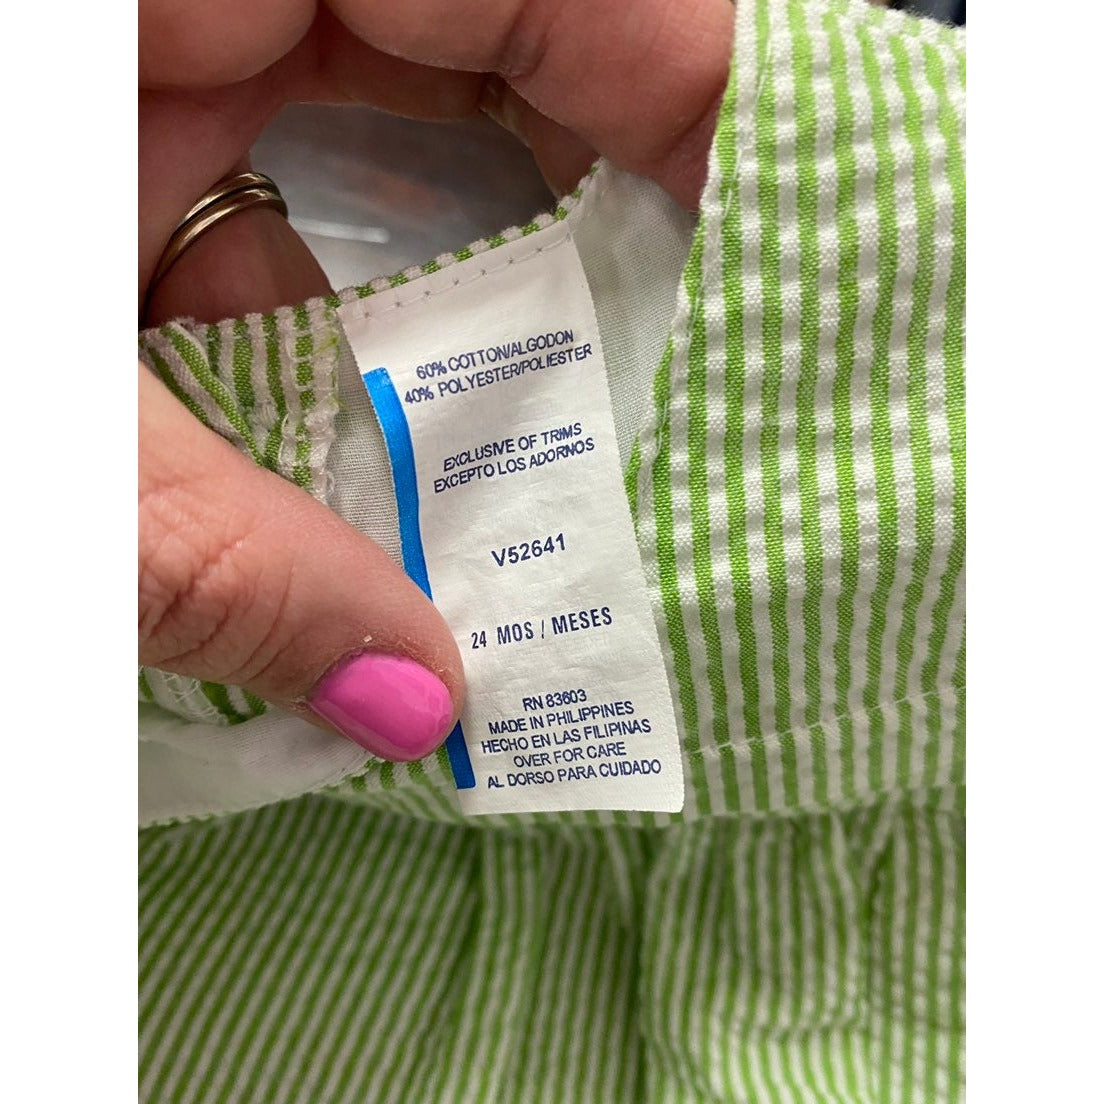 60% COTTON/ALGODON
40% POLYESTER/POLIESTER
EXCLUSIVE OF TRIMS
EXCEPTO LOS ADORNOS
V52641
24 MOS / MESES
RN 83603
MADE IN PHILIPPINES
HECHO EN LAS FILIPINAS
OVER FOR CARE
AL DORSO PARA CUIDADO